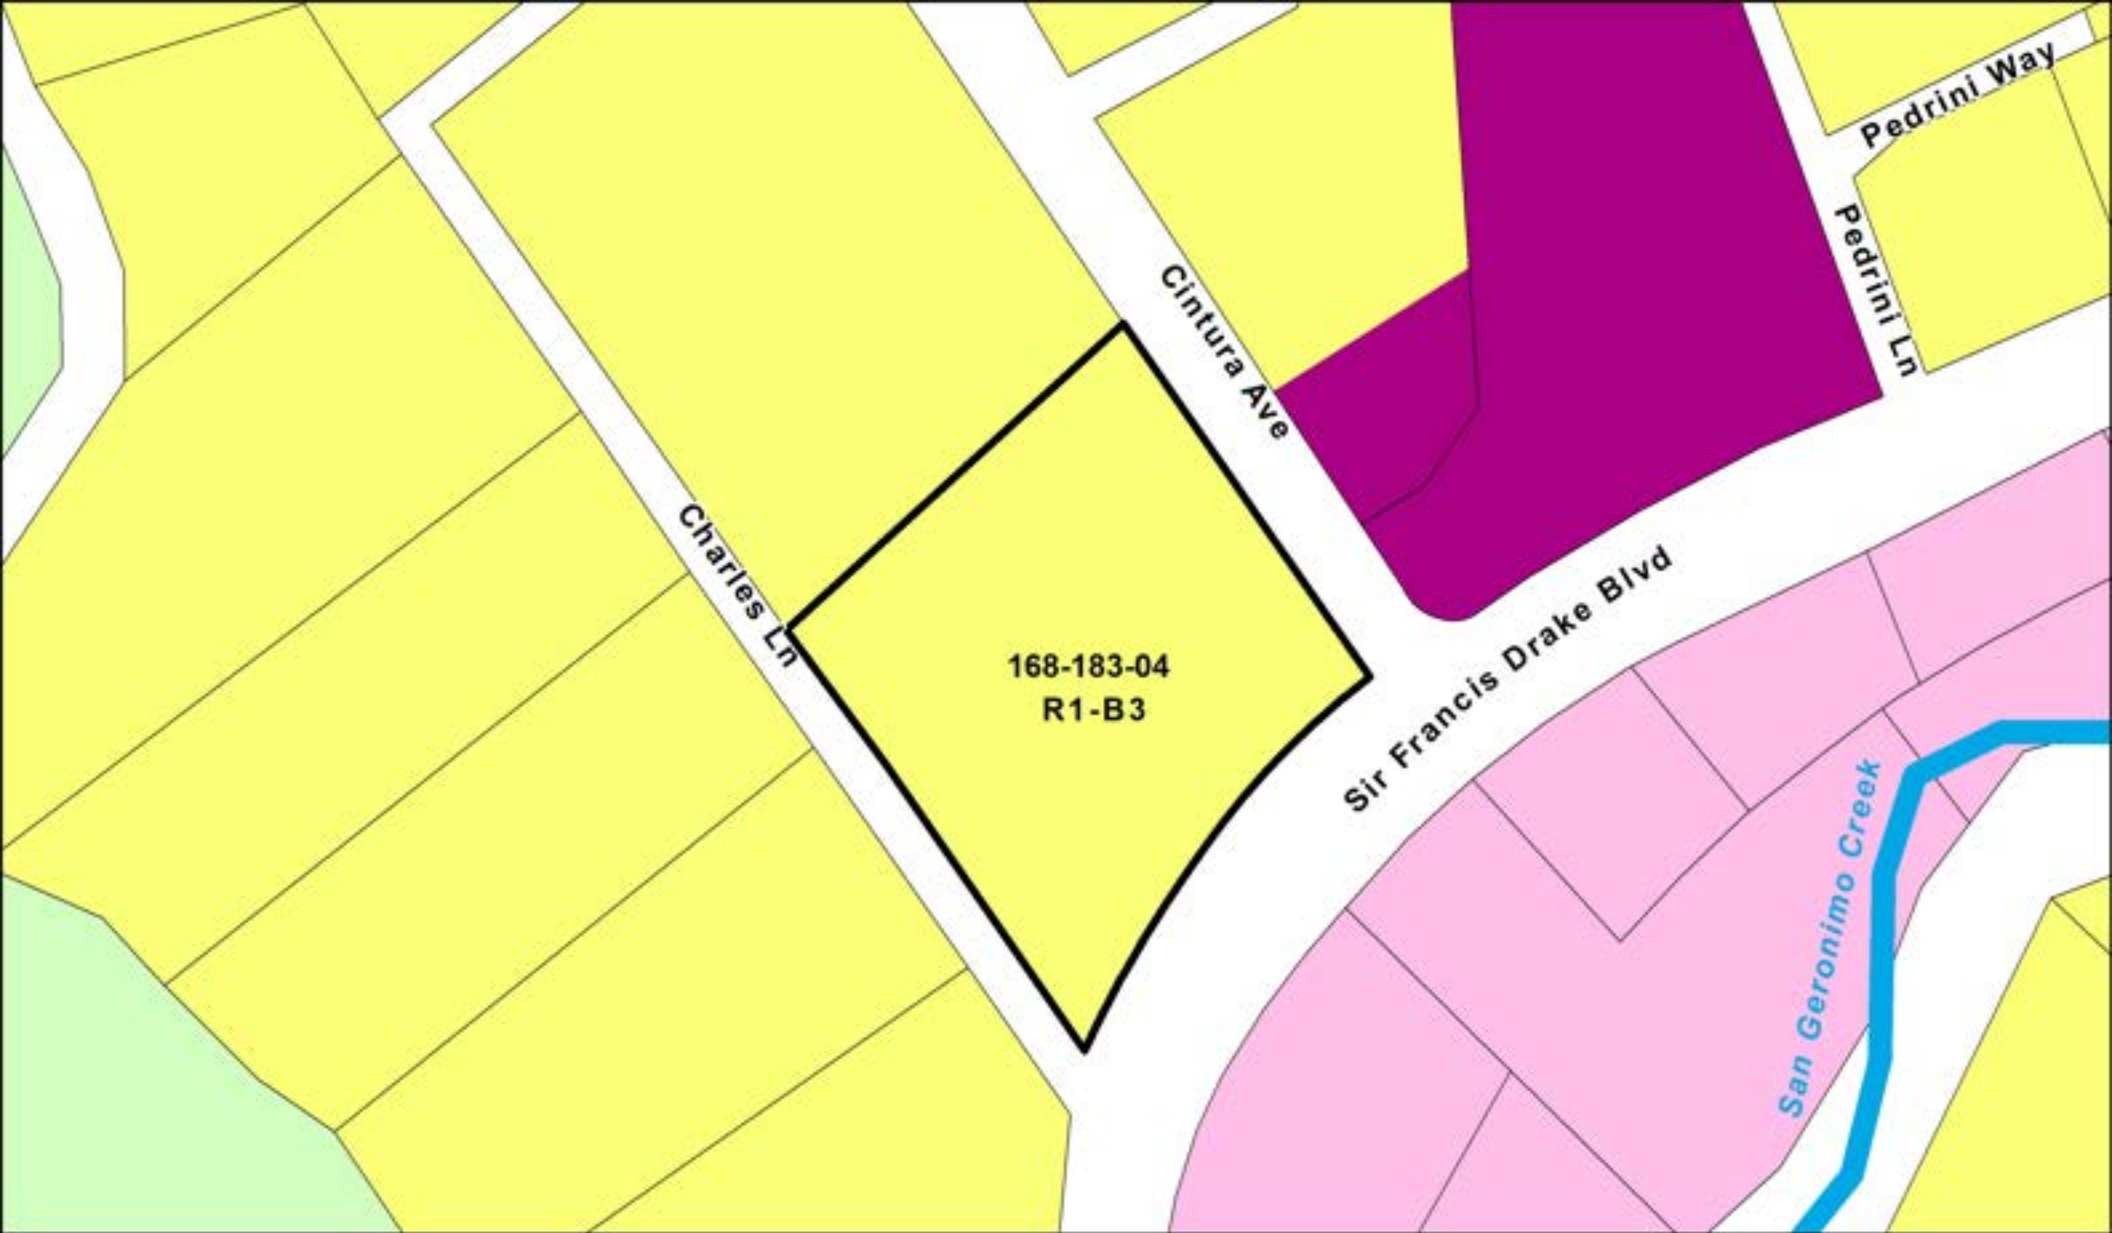 Pedrini Way
Pedrini Ln
Cintura Ave
Charles Ln
Sir Francis Drake Blvd
168-183-04
R1-B3
San Geronimo Creek